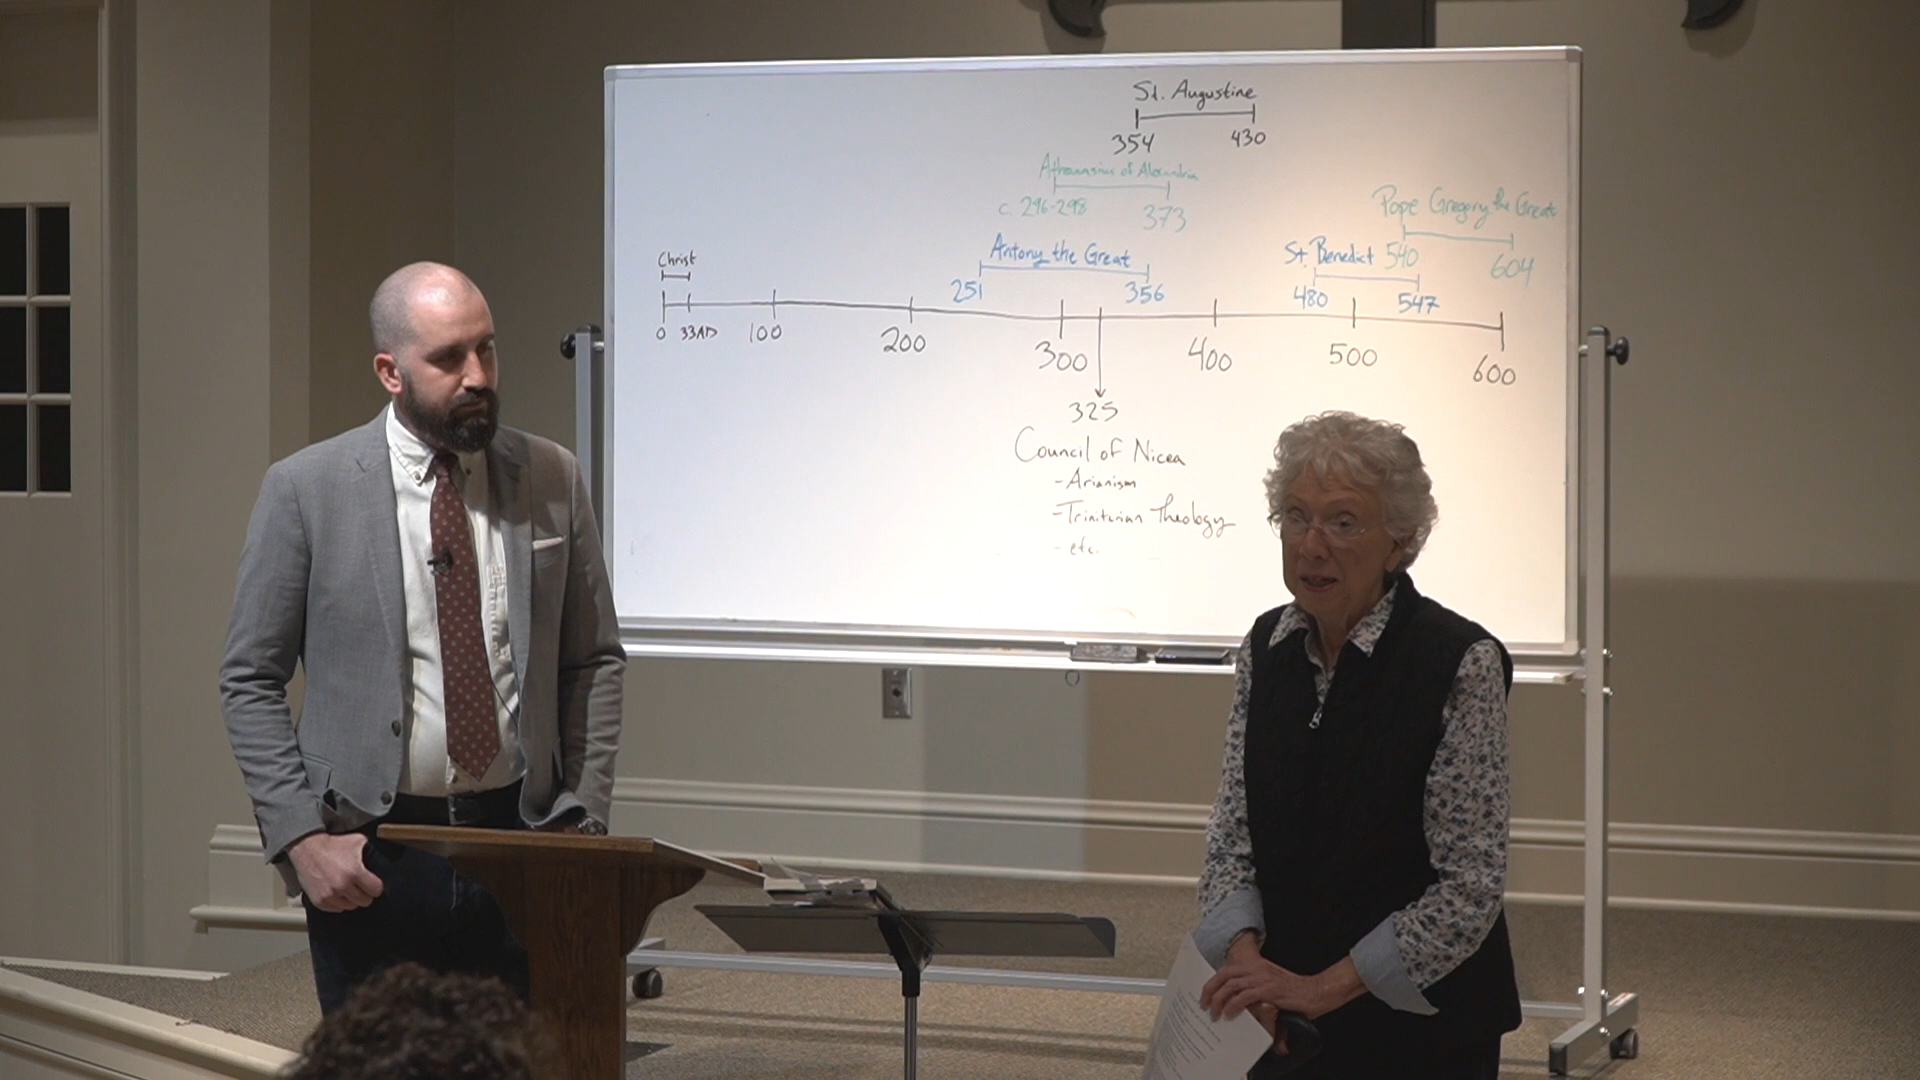 St. Augustine
354 430
Athanasius of Alexandria
c. 296-298 373
Pope Gregory the Great
540 604
Antony the Great
251 356
St. Benedict
480 547
Christ
0 33AD 100 200 300 400 500 600
325
Council of Nicea
- Arianism
- Trinitarian Theology
- etc.